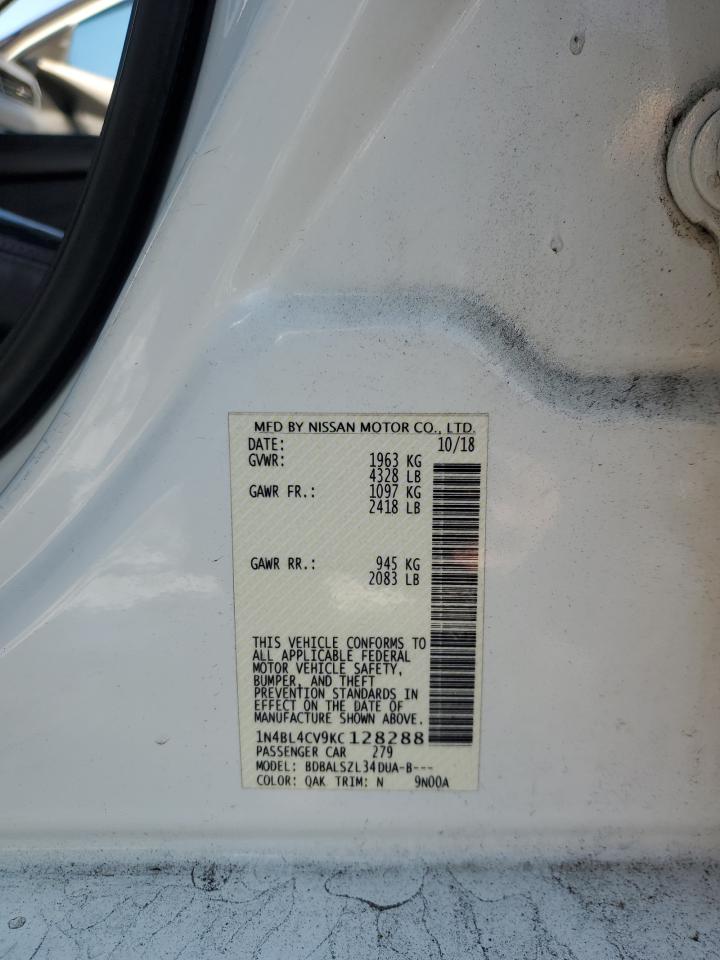 MFD BY NISSAN MOTOR CO., LTD.
DATE: 10/18
GVWR: 1963 KG
4328 LB
GAWR FR.: 1097 KG
2418 LB
GAWR RR.: 945 KG
2083 LB
THIS VEHICLE CONFORMS TO
ALL APPLICABLE FEDERAL
MOTOR VEHICLE SAFETY,
BUMPER, AND THEFT
PREVENTION STANDARDS IN
EFFECT ON THE DATE OF
MANUFACTURE SHOWN ABOVE.
1N4BL4CV9KC128288
PASSENGER CAR 279
MODEL: BDBALSZL34DUA-B---
COLOR: QAK TRIM: N 9N00A